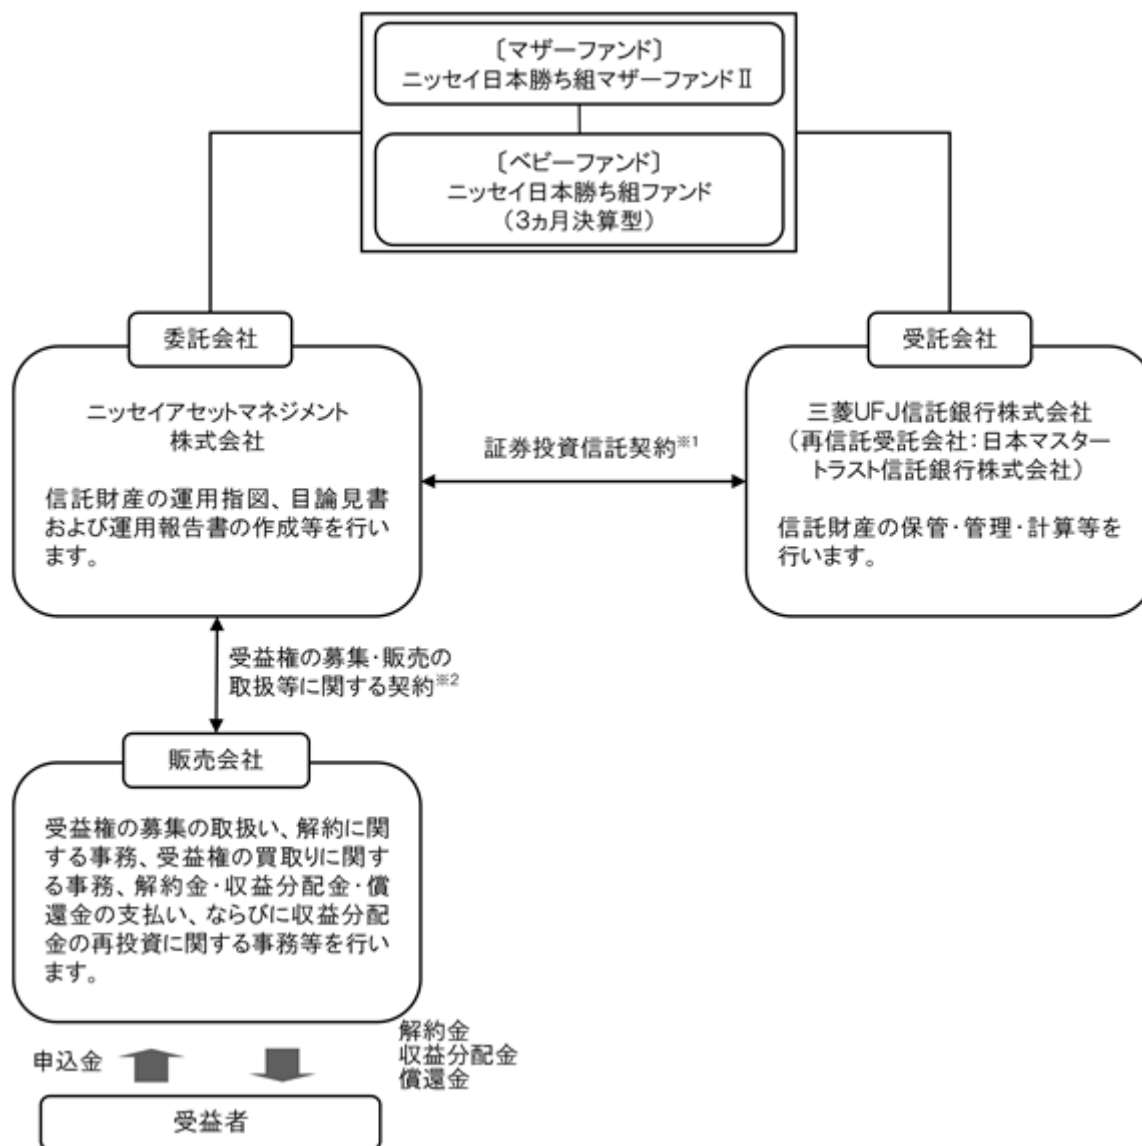 〔マザーファンド〕
ニッセイ日本勝ち組マザーファンドⅡ
〔ベビーファンド〕
ニッセイ日本勝ち組ファンド
（3ヵ月決算型）
委託会社
ニッセイアセットマネジメント
株式会社
信託財産の運用指図、目論見書
および運用報告書の作成等を行い
ます。
証券投資信託契約※1
受託会社
三菱UFJ信託銀行株式会社
（再信託受託会社：日本マスター
トラスト信託銀行株式会社）
信託財産の保管・管理・計算等を
行います。
受益権の募集・販売の
取扱等に関する契約※2
販売会社
受益権の募集の取扱い、解約に関
する事務、受益権の買取りに関す
る事務、解約金・収益分配金・償
還金の支払い、ならびに収益分配
金の再投資に関する事務等を行い
ます。
申込金
解約金
収益分配金
償還金
受益者